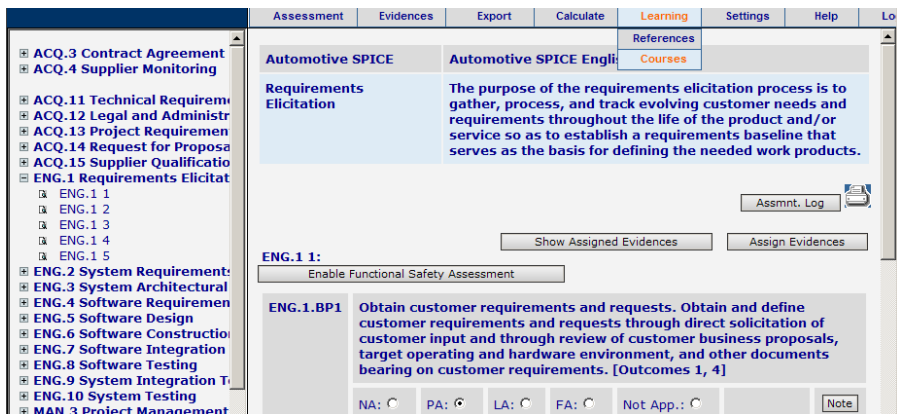 Assessment Evidences Export Calculate Learning Settings Help Lo
References
Courses
ACQ.3 Contract Agreement
ACQ.4 Supplier Monitoring
ACQ.11 Technical Requirem
ACQ.12 Legal and Administr
ACQ.13 Project Requiremen
ACQ.14 Request for Proposa
ACQ.15 Supplier Qualificatio
ENG.1 Requirements Elicitat
ENG.1 1
ENG.1 2
ENG.1 3
ENG.1 4
ENG.1 5
ENG.2 System Requirements
ENG.3 System Architectural
ENG.4 Software Requiremen
ENG.5 Software Design
ENG.6 Software Construction
ENG.7 Software Integration
ENG.8 Software Testing
ENG.9 System Integration T
ENG.10 System Testing
MAN.3 Project Management
Automotive SPICE Automotive SPICE Engli
Requirements
Elicitation
The purpose of the requirements elicitation process is to
gather, process, and track evolving customer needs and
requirements throughout the life of the product and/or
service so as to establish a requirements baseline that
serves as the basis for defining the needed work products.
Assmnt. Log
Show Assigned Evidences Assign Evidences
ENG.1 1:
Enable Functional Safety Assessment
ENG.1.BP1
Obtain customer requirements and requests. Obtain and define
customer requirements and requests through direct solicitation of
customer input and through review of customer business proposals,
target operating and hardware environment, and other documents
bearing on customer requirements. [Outcomes 1, 4]
NA: PA: LA: FA: Not App.: Note